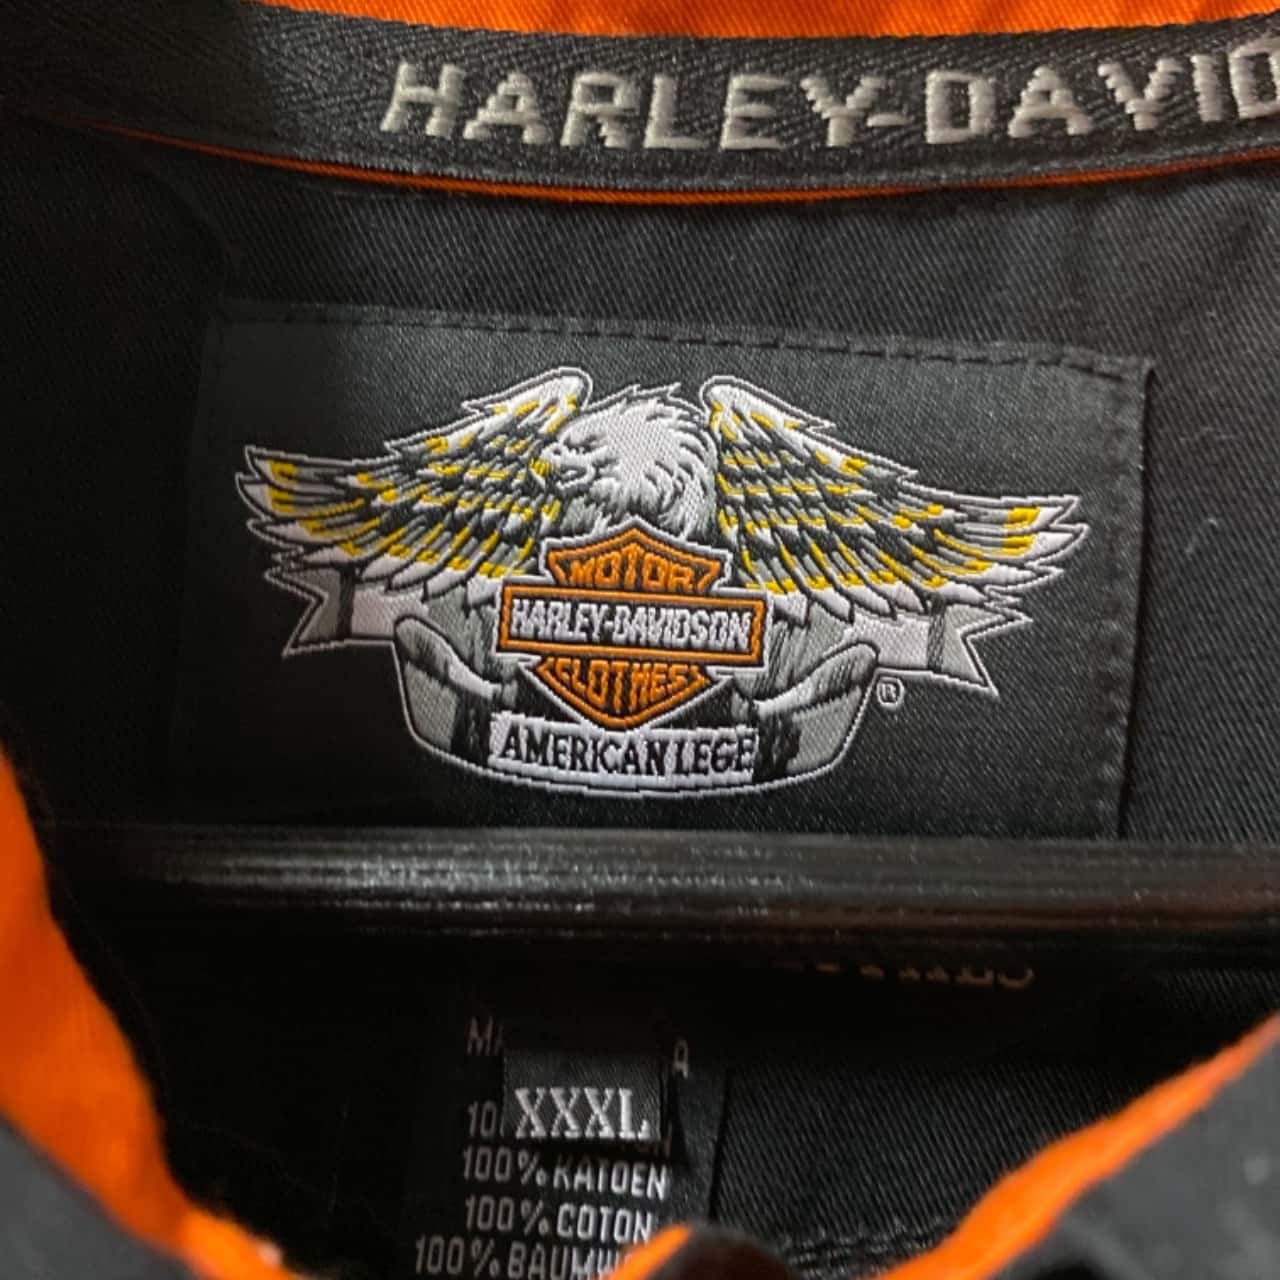 HARLEY-DAVID
MOTOR
HARLEY-DAVIDSON
CLOTHES
®
AMERICAN LEGE
XXXL
100% KATOEN
100% COTON